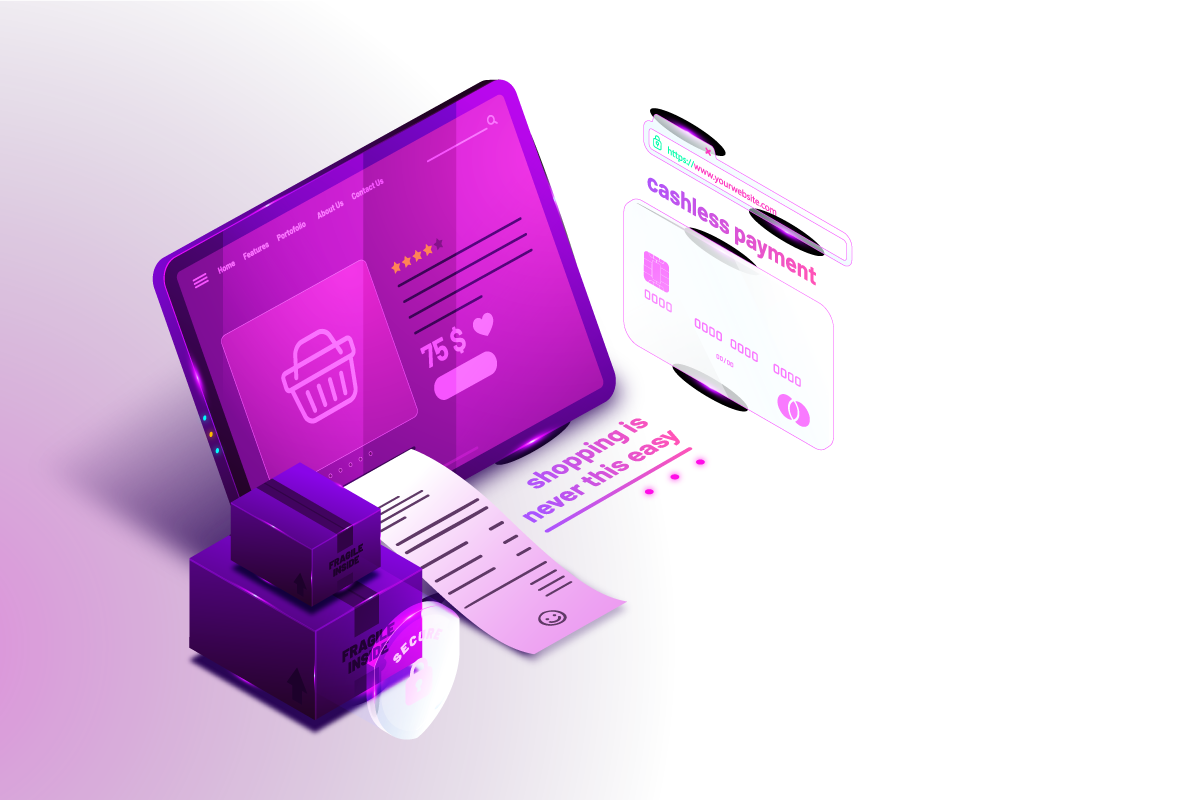 Home Features Portofolio About Us Contact Us
75 $
https://www.yourwebsite.com
cashless payment
0000
0000 0000 0000
00/00
shopping is
never this easy
FRAGILE
INSIDE
FRAGILE
INSIDE
SECURE